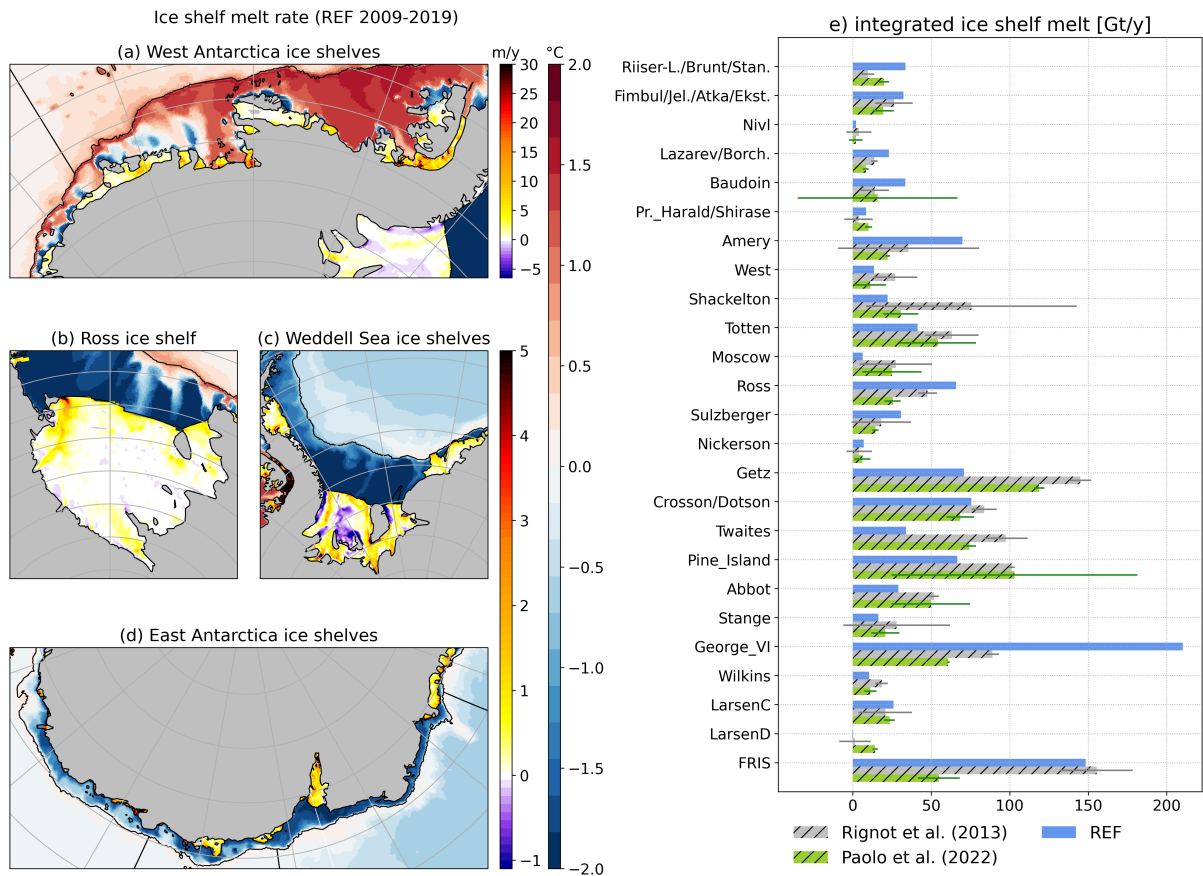 Ice shelf melt rate (REF 2009-2019)
(a) West Antarctica ice shelves
m/y
°C
30
25
20
15
10
5
0
−5
2.0
1.5
1.0
0.5
0.0
−0.5
−1.0
−1.5
−2.0
(b) Ross ice shelf
(c) Weddell Sea ice shelves
5
4
3
2
1
0
−1
(d) East Antarctica ice shelves
e) integrated ice shelf melt [Gt/y]
Riiser-L./Brunt/Stan.
Fimbul/Jel./Atka/Ekst.
Nivl
Lazarev/Borch.
Baudoin
Pr._Harald/Shirase
Amery
West
Shackelton
Totten
Moscow
Ross
Sulzberger
Nickerson
Getz
Crosson/Dotson
Twaites
Pine_Island
Abbot
Stange
George_VI
Wilkins
LarsenC
LarsenD
FRIS
0 50 100 150 200
Rignot et al. (2013)
REF
Paolo et al. (2022)